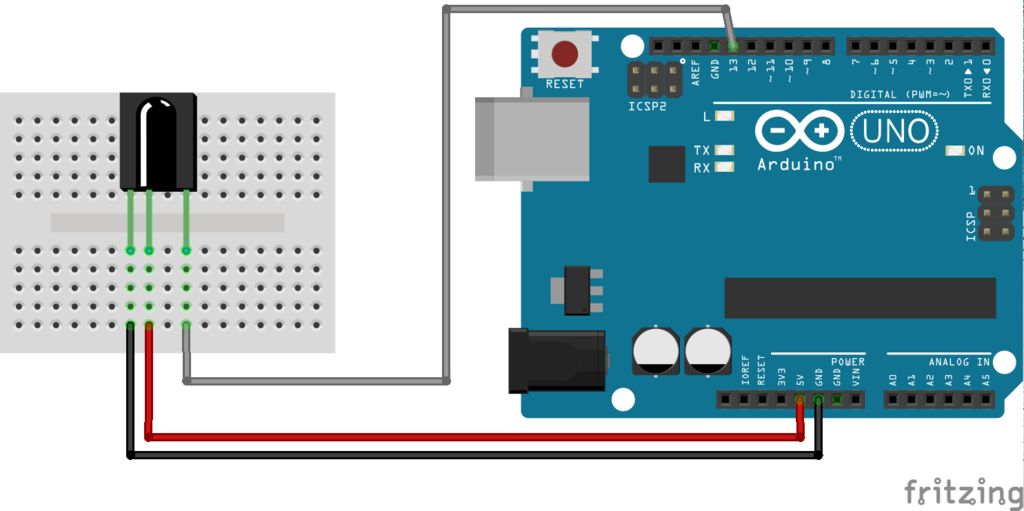 RESET
ICSP2
AREF
GND
13
12
~11
~10
~9
8
7
~6
~5
4
~3
2
TX0▶1
RX0◀0
DIGITAL (PWM=~)
L
TX
RX
Arduino™
UNO
ON
1
ICSP
POWER
ANALOG IN
IOREF
RESET
3V3
5V
GND
GND
VIN
A0
A1
A2
A3
A4
A5
fritzing